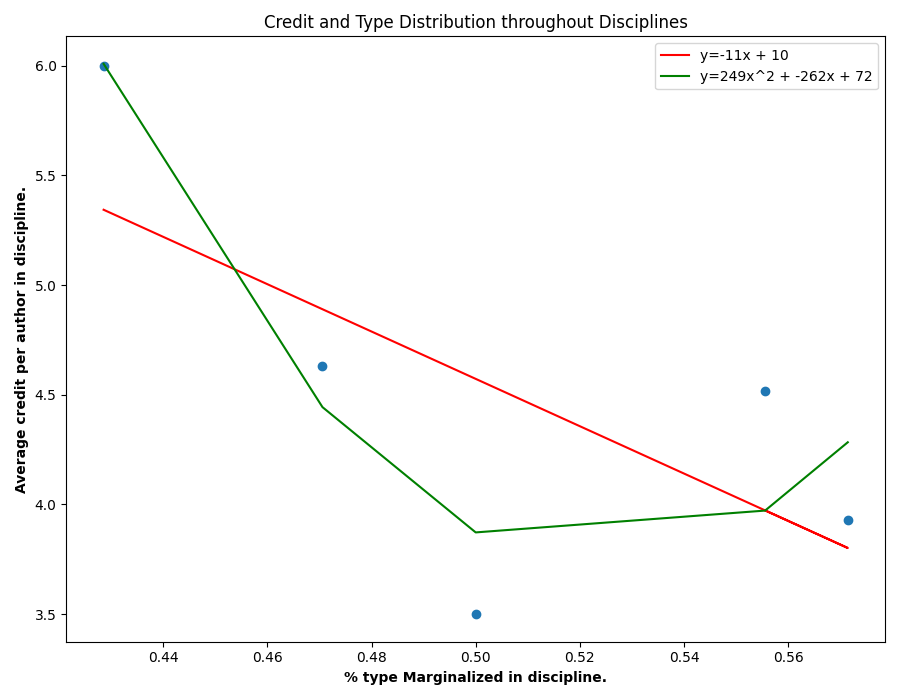 Credit and Type Distribution throughout Disciplines
y=-11x + 10
y=249x^2 + -262x + 72
6.0
5.5
5.0
4.5
4.0
3.5
Average credit per author in discipline.
0.44 0.46 0.48 0.50 0.52 0.54 0.56
% type Marginalized in discipline.